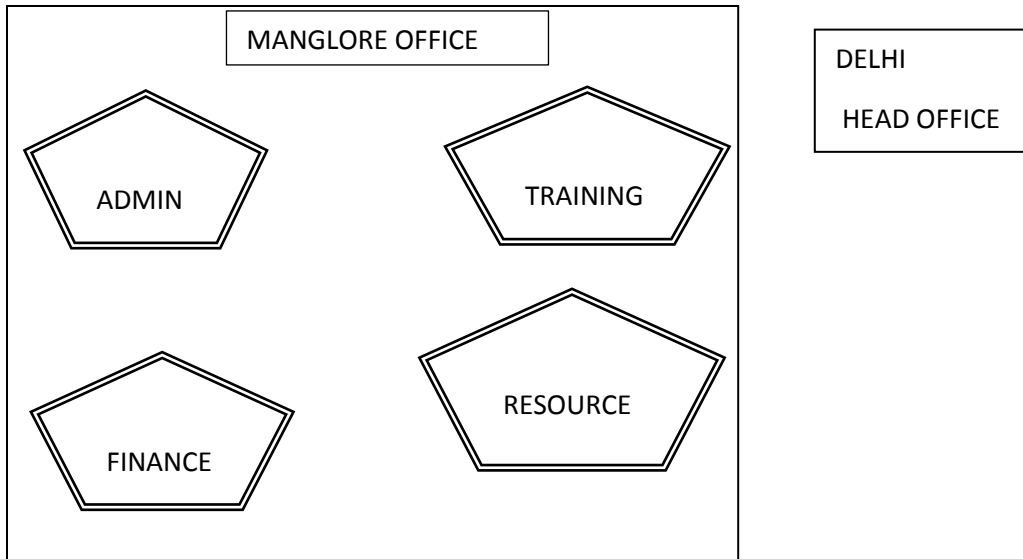 MANGLORE OFFICE
DELHI
HEAD OFFICE
ADMIN
TRAINING
RESOURCE
FINANCE